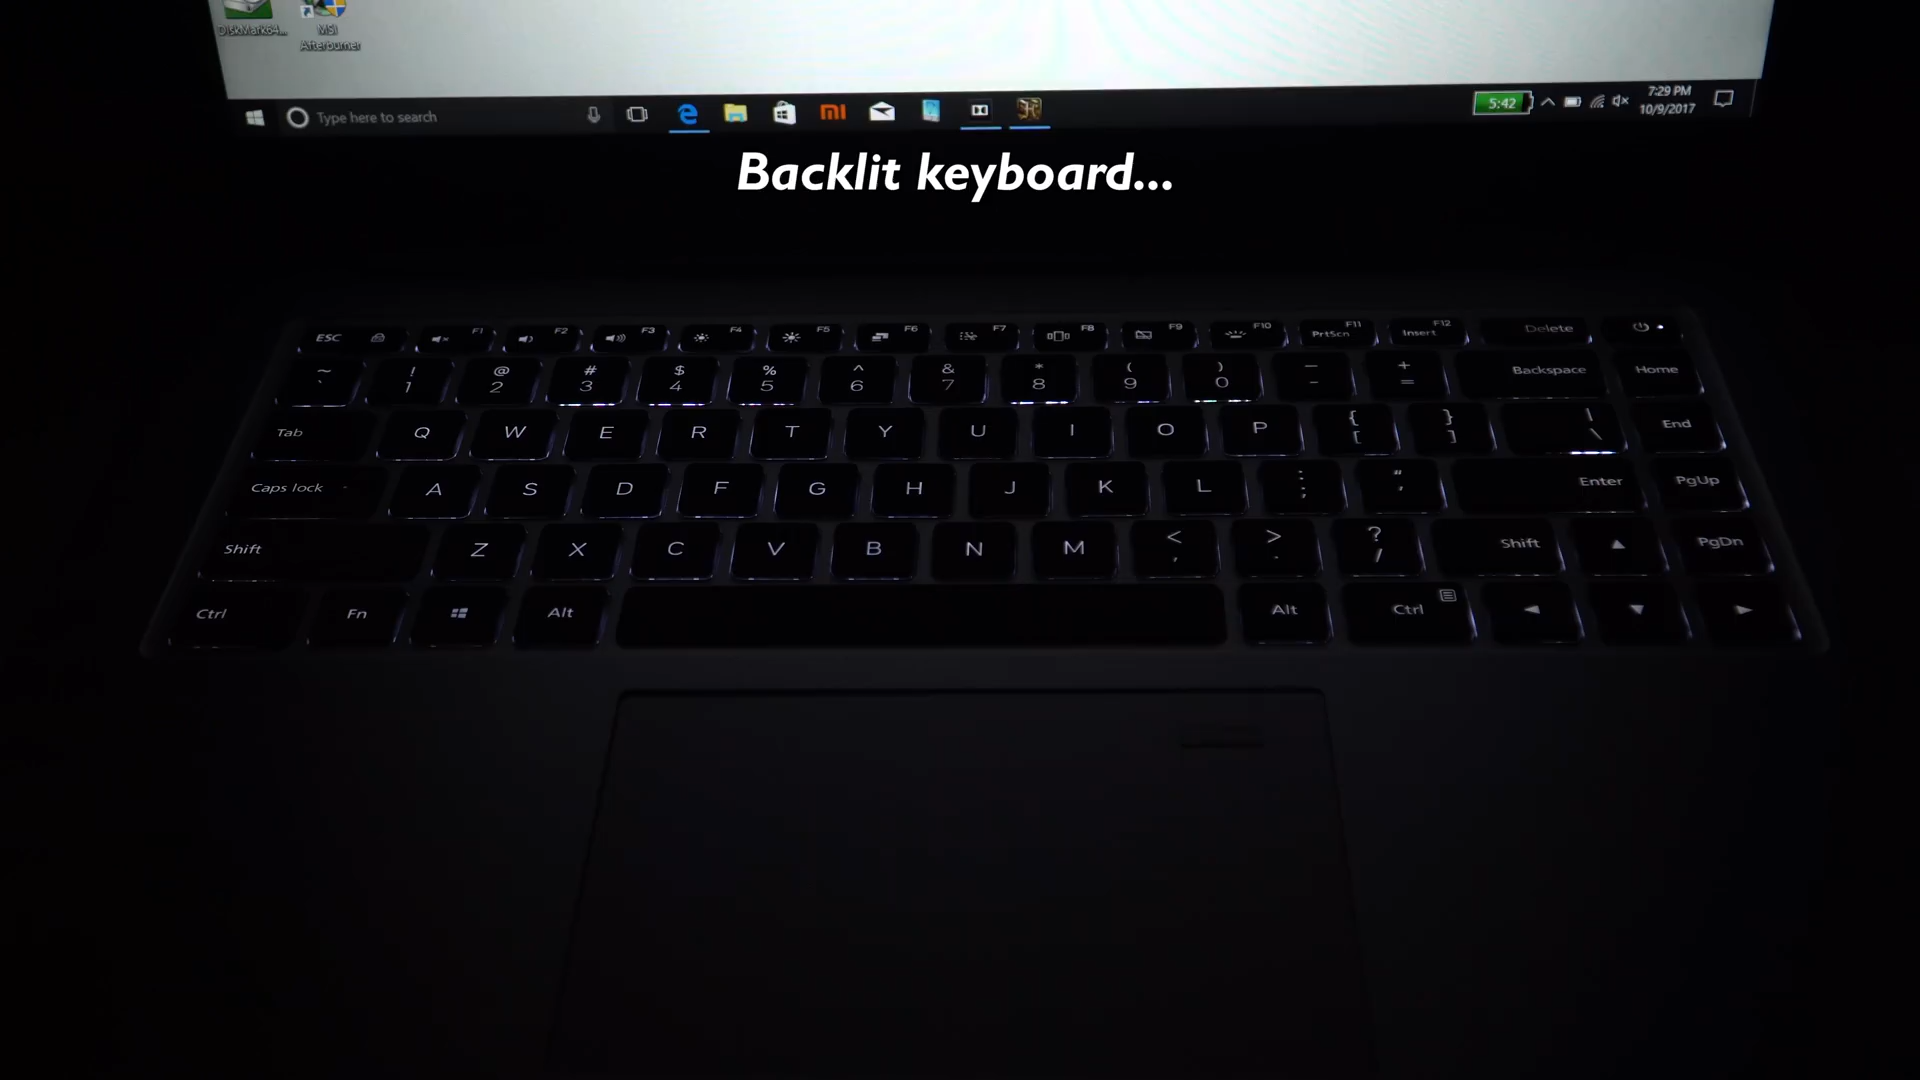 DiskMark64...
MSI
Afterburner
Type here to search
5:42
7:29 PM
10/9/2017
Backlit keyboard...
ESC F1 F2 F3 F4 F5 F6 F7 F8 F9 F10 PrtScn F11 Insert F12 Delete
~ ` ! 1 @ 2 # 3 $ 4 % 5 ^ 6 & 7 * 8 ( 9 ) 0 — - + = Backspace Home
Tab Q W E R T Y U I O P { [ } ] | \ End
Caps lock A S D F G H J K L : ; " ' Enter PgUp
Shift Z X C V B N M < , > . ? / Shift PgDn
Ctrl Fn Alt Alt Ctrl